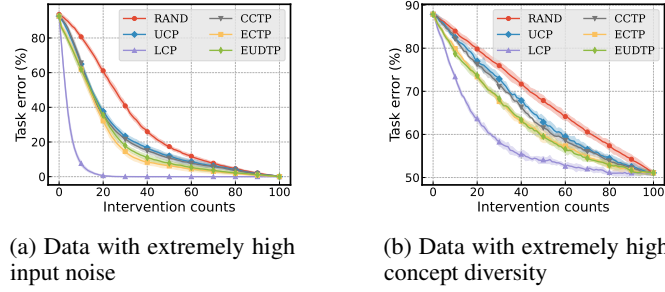 RAND
UCP
LCP
CCTP
ECTP
EUDTP
Task error (%)
80
60
40
20
0
0 20 40 60 80 100
Intervention counts
(a) Data with extremely high
input noise
RAND
UCP
LCP
CCTP
ECTP
EUDTP
Task error (%)
90
80
70
60
50
0 20 40 60 80 100
Intervention counts
(b) Data with extremely high
concept diversity